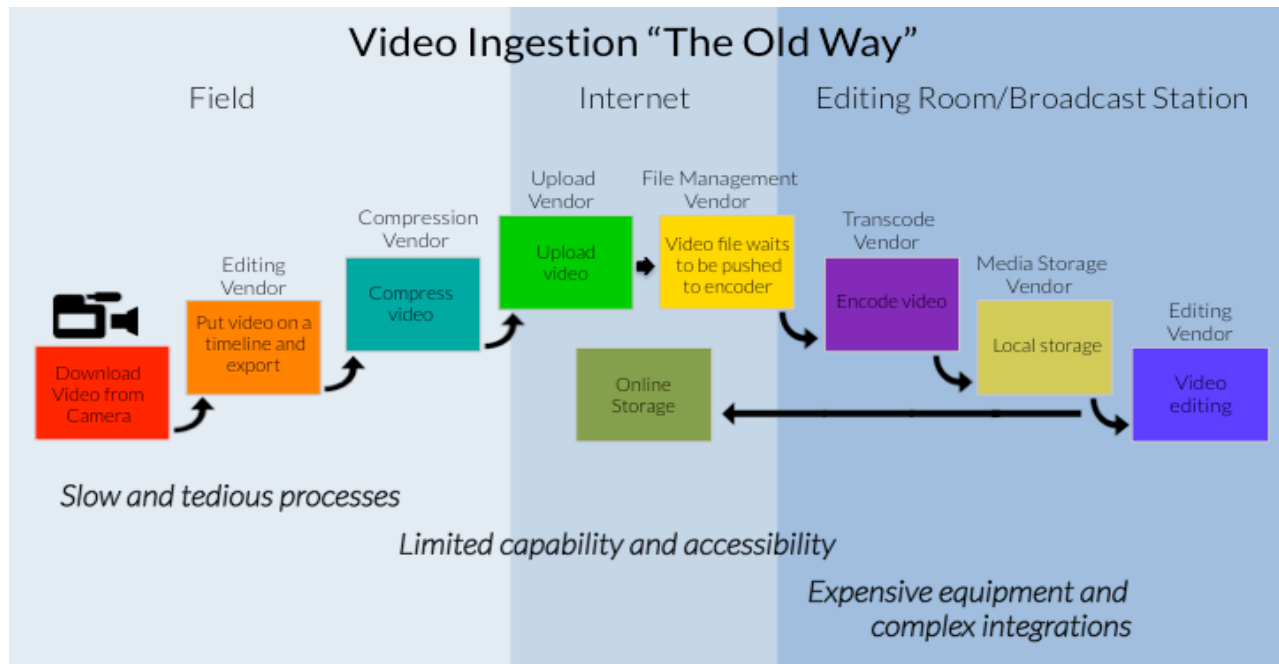 Video Ingestion “The Old Way”
Field
Internet
Editing Room/Broadcast Station
Download
Video from
Camera
Editing
Vendor
Put video on a
timeline and
export
Compression
Vendor
Compress
video
Upload
Vendor
Upload
video
File Management
Vendor
Video file waits
to be pushed
to encoder
Transcode
Vendor
Encode video
Media Storage
Vendor
Local storage
Editing
Vendor
Video
editing
Online
Storage
Slow and tedious processes
Limited capability and accessibility
Expensive equipment and
complex integrations